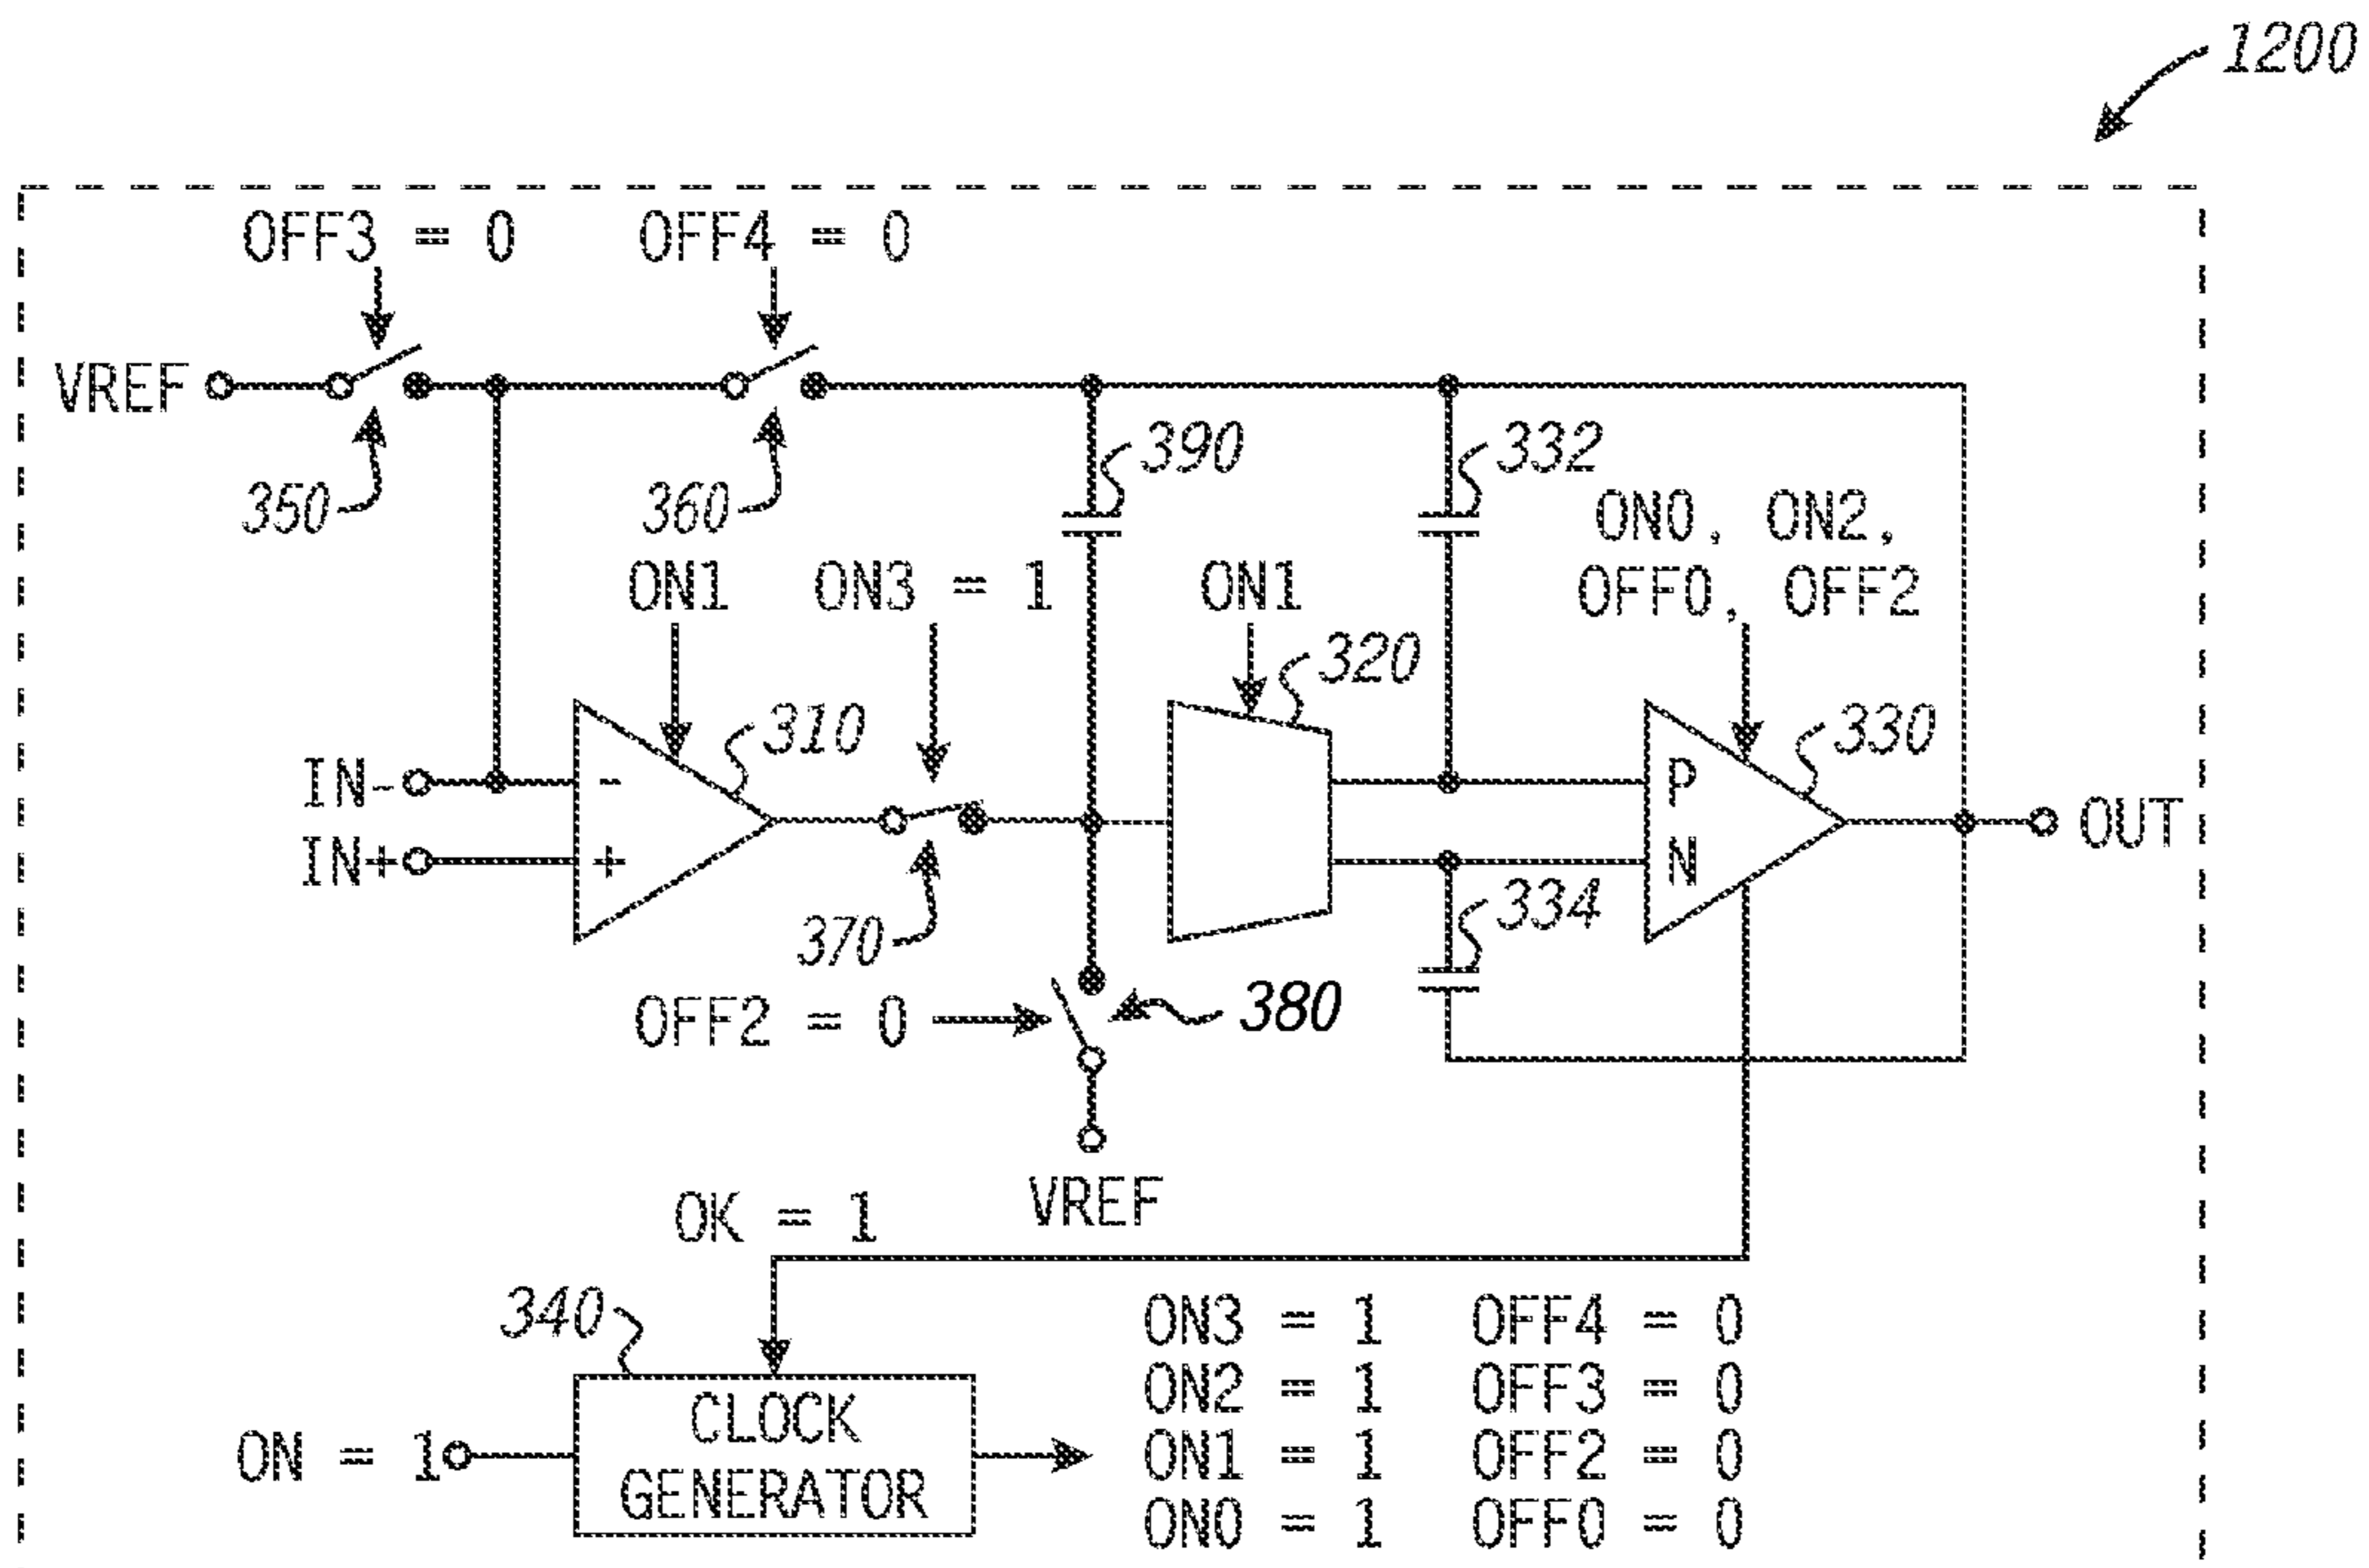 1200
OFF3 = 0 OFF4 = 0
VREF
350 360 390 332
ON0, ON2,
OFF0, OFF2
ON1 ON3 = 1 ON1
320
310 330
IN- - P
OUT
IN+ + N
370 334
OFF2 = 0 380
VREF
OK = 1
340
CLOCK
GENERATOR
ON = 1
ON3 = 1 OFF4 = 0
ON2 = 1 OFF3 = 0
ON1 = 1 OFF2 = 0
ON0 = 1 OFF0 = 0